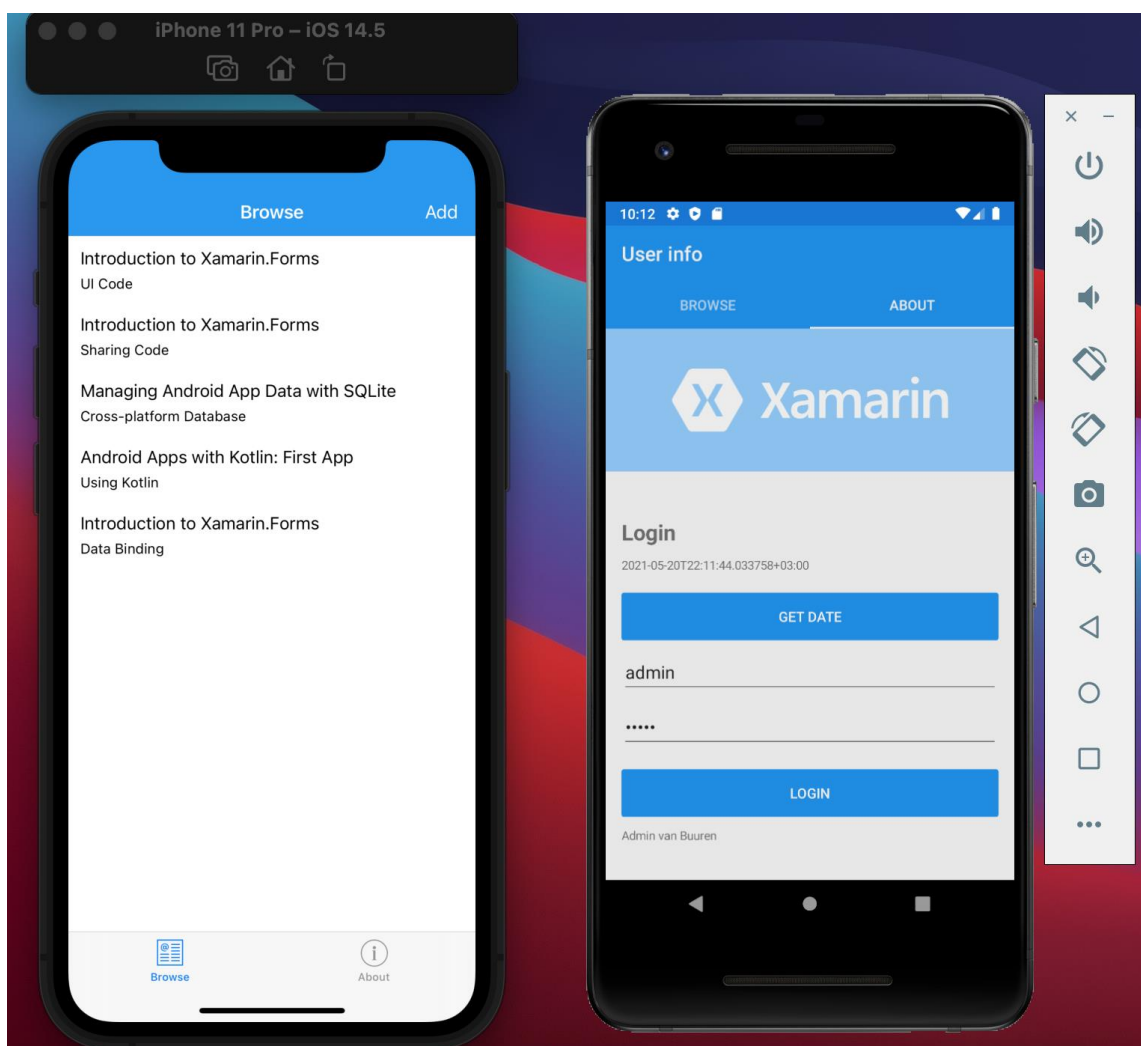 iPhone 11 Pro – iOS 14.5
Browse
Add
Introduction to Xamarin.Forms
UI Code
Introduction to Xamarin.Forms
Sharing Code
Managing Android App Data with SQLite
Cross-platform Database
Android Apps with Kotlin: First App
Using Kotlin
Introduction to Xamarin.Forms
Data Binding
Browse
About
10:12
User info
BROWSE
ABOUT
Xamarin
Login
2021-05-20T22:11:44.033758+03:00
GET DATE
admin
•••••
LOGIN
Admin van Buuren